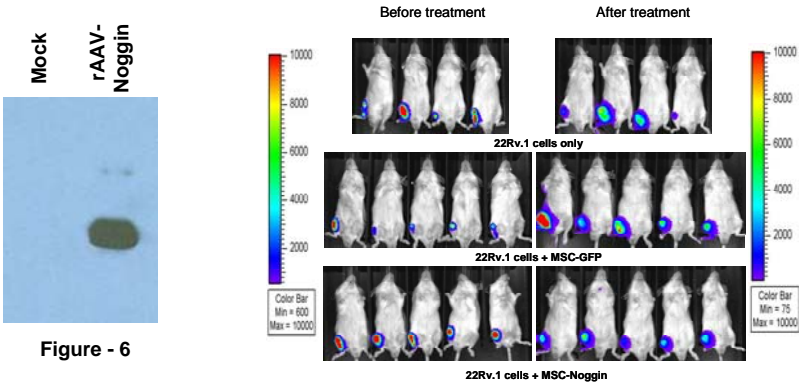 Mock
rAAV-
Noggin
Figure - 6
Before treatment
After treatment
10000
8000
6000
4000
2000
Color Bar
Min = 600
Max = 10000
22Rv.1 cells only
22Rv.1 cells + MSC-GFP
22Rv.1 cells + MSC-Noggin
10000
8000
6000
4000
2000
Color Bar
Min = 75
Max = 10000